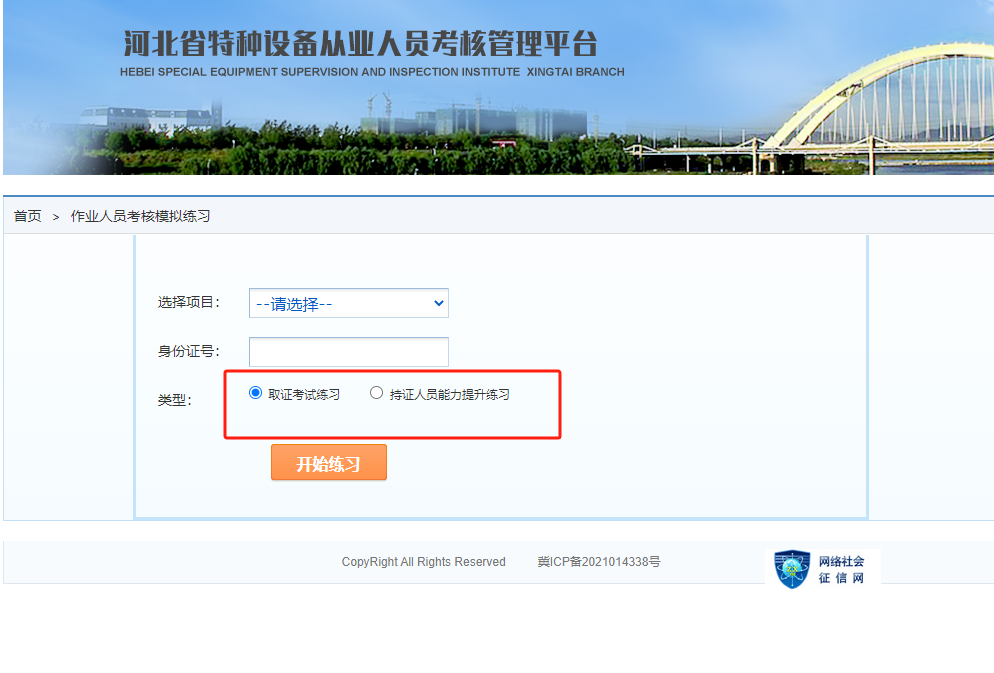 河北省特种设备从业人员考核管理平台
HEBEI SPECIAL EQUIPMENT SUPERVISION AND INSPECTION INSTITUTE XINGTAI BRANCH
首页 > 作业人员考核模拟练习
选择项目: --请选择--
身份证号:
类型: 取证考试练习 持证人员能力提升练习
开始练习
CopyRight All Rights Reserved 冀ICP备2021014338号
网络社会
征信网